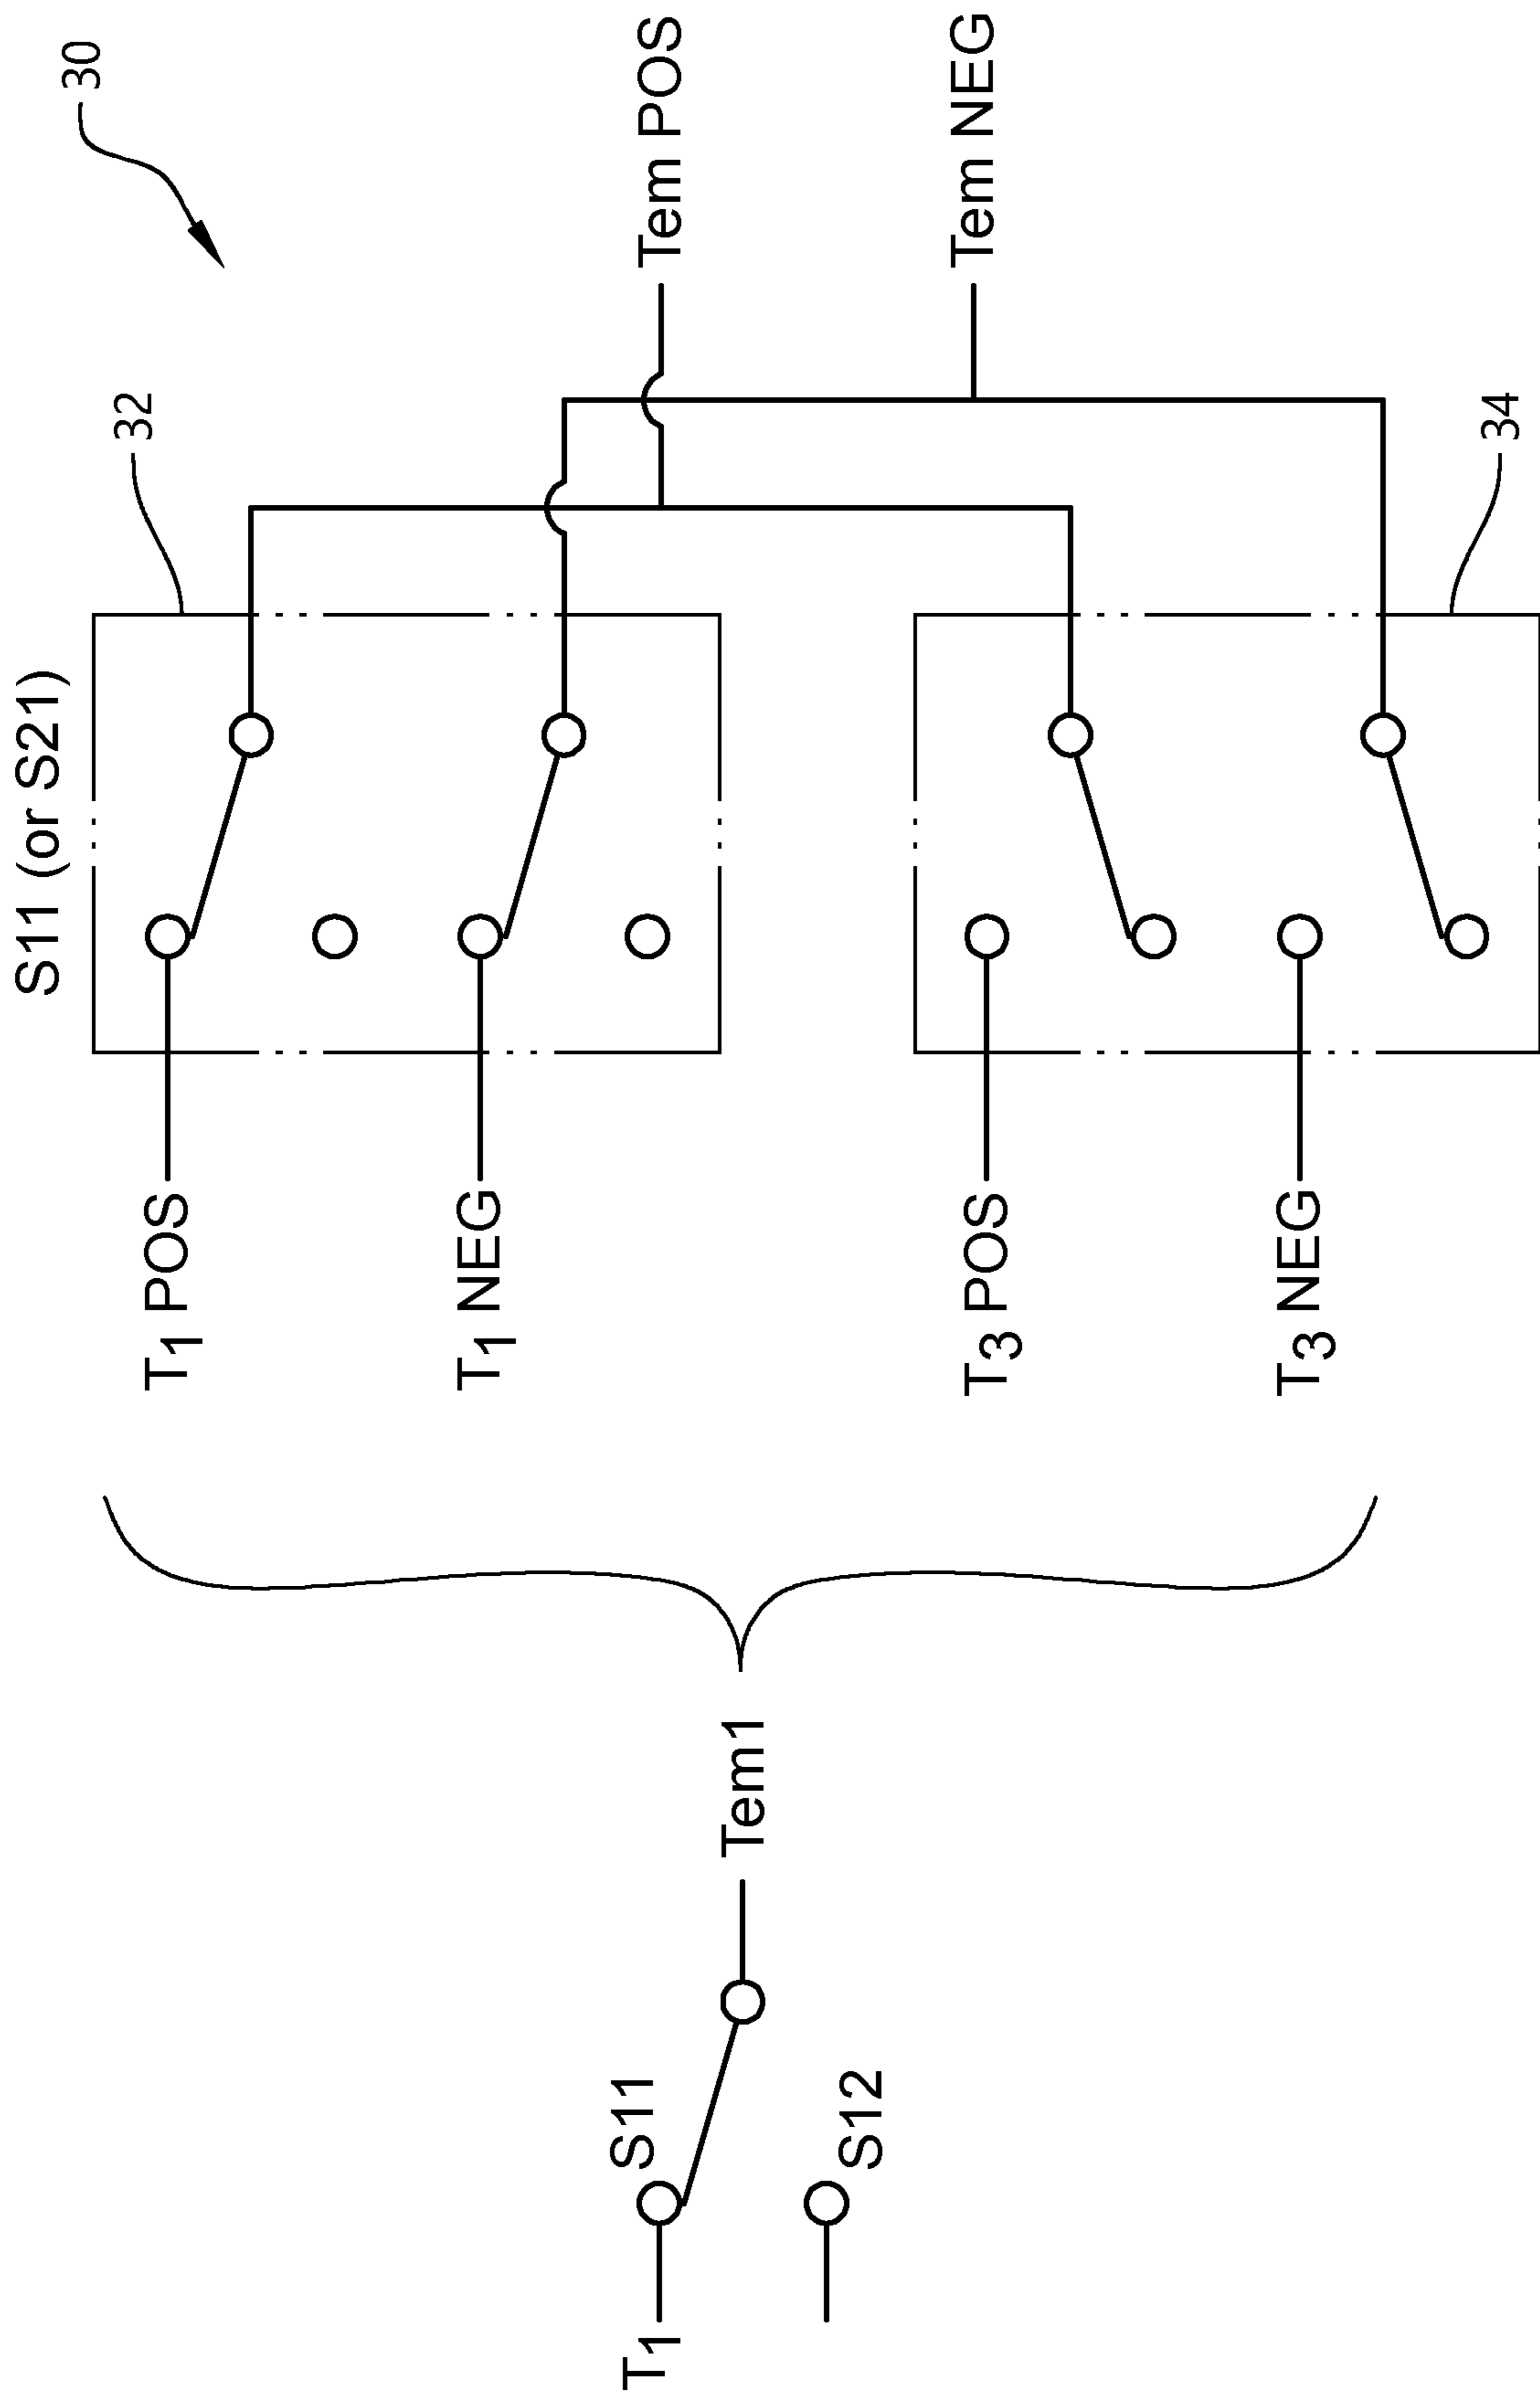 30
S11 (or S21)
32
T1 POS
Tem POS
T1 NEG
Tem NEG
T3 POS
T3 NEG
34
T1
S11
Tem1
S12